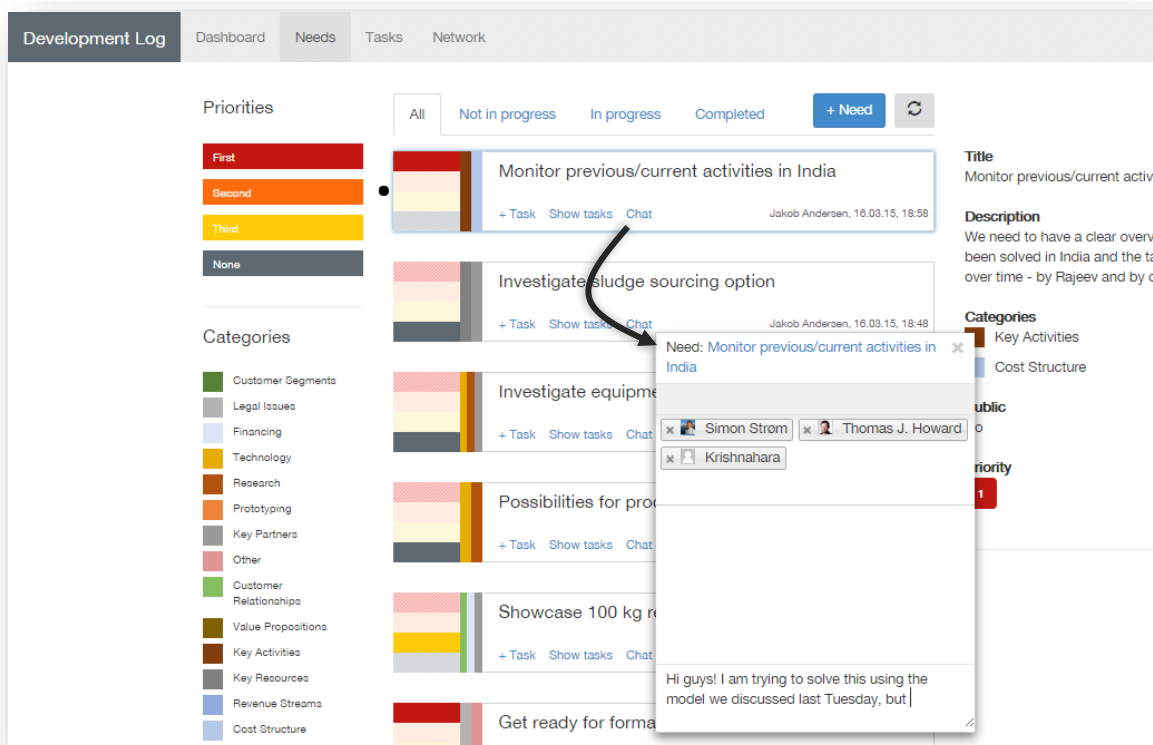 Development Log
Dashboard
Needs
Tasks
Network
Priorities
First
Second
Third
None
Categories
Customer Segments
Legal Issues
Financing
Technology
Research
Prototyping
Key Partners
Other
Customer
Relationships
Value Propositions
Key Activities
Key Resources
Revenue Streams
Cost Structure
All
Not in progress
In progress
Completed
+ Need
Monitor previous/current activities in India
+ Task Show tasks Chat
Jakob Andersen, 16.03.15, 18:58
Investigate sludge sourcing option
+ Task Show tasks Chat
Jakob Andersen, 16.03.15, 18:48
Investigate equipme
+ Task Show tasks Chat
Possibilities for pro
+ Task Show tasks Chat
Showcase 100 kg re
+ Task Show tasks Chat
Get ready for forma
Need: Monitor previous/current activities in
India
Simon Strøm
Thomas J. Howard
Krishnahara
Hi guys! I am trying to solve this using the
model we discussed last Tuesday, but
Title
Monitor previous/current activ
Description
We need to have a clear overv
been solved in India and the ta
over time - by Rajeev and by
Categories
Key Activities
Cost Structure
ublic
o
riority
1